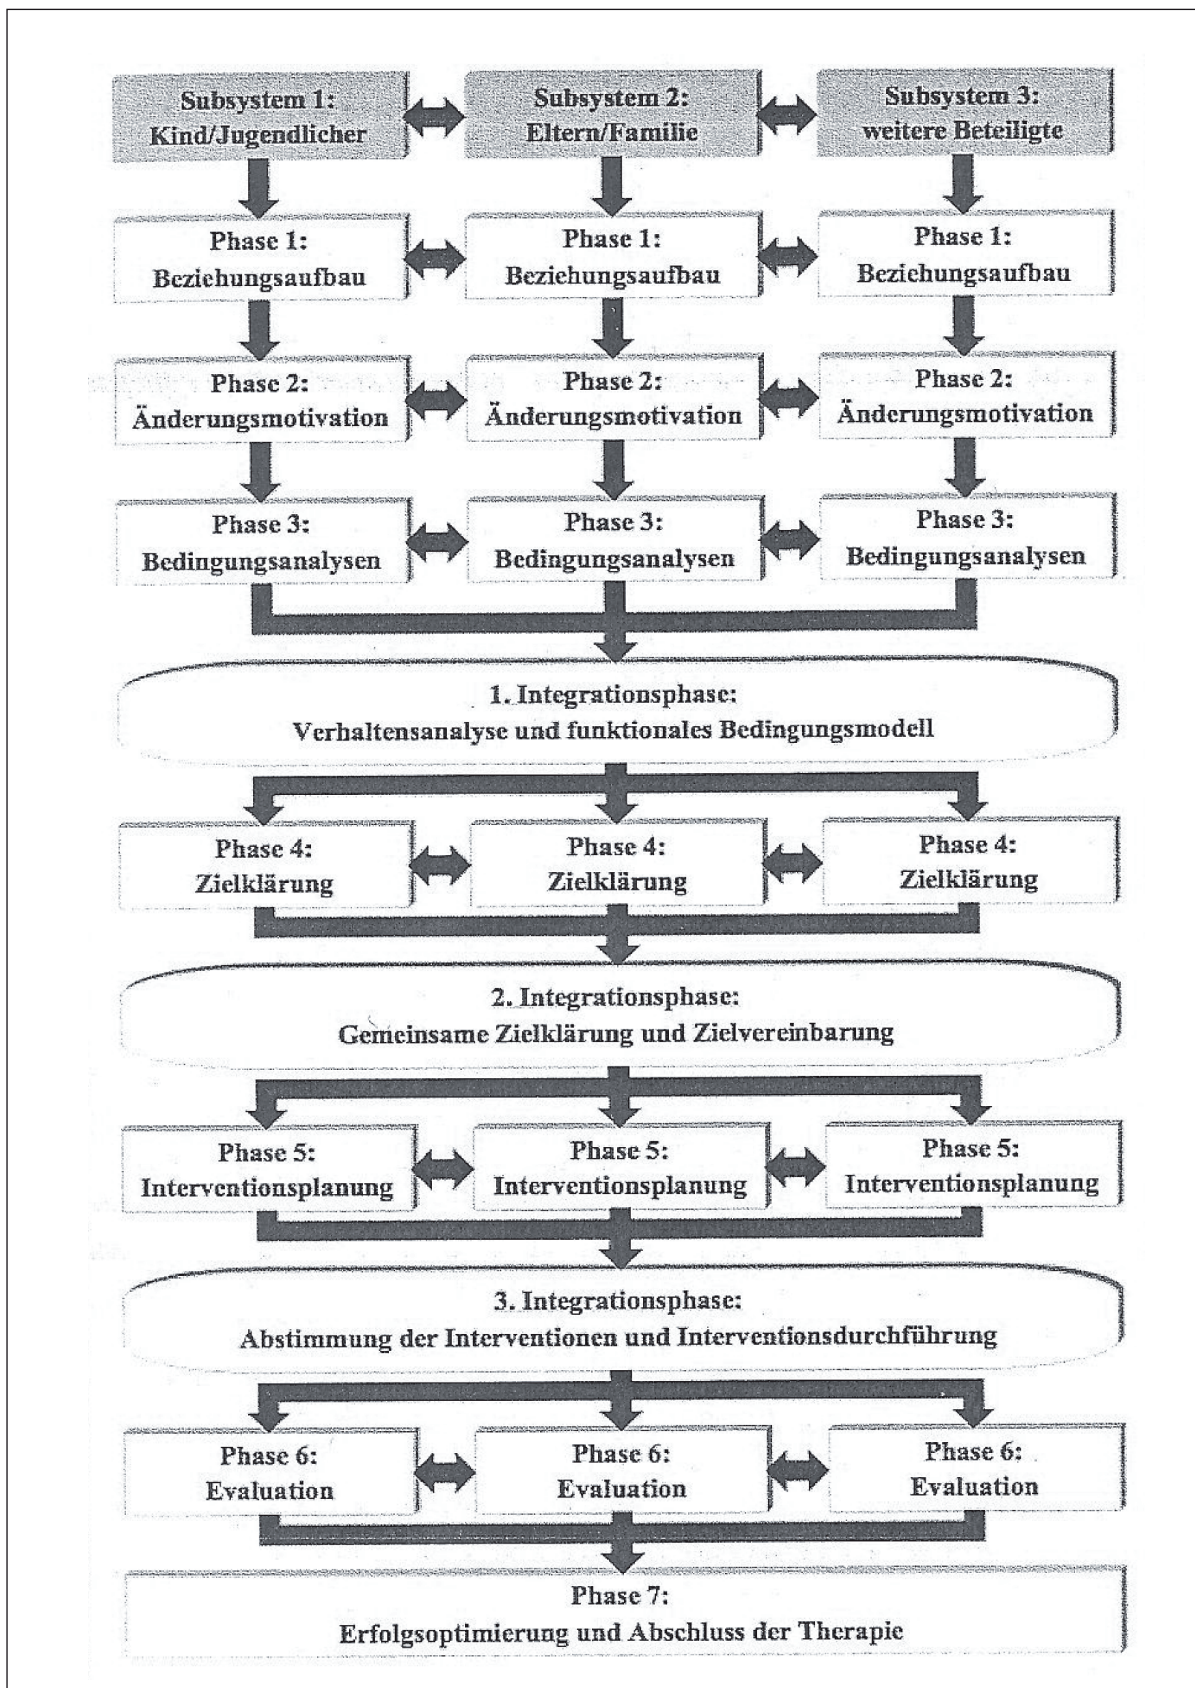 Subsystem 1:
Kind/Jugendlicher
Subsystem 2:
Eltern/Familie
Subsystem 3:
weitere Beteiligte
Phase 1:
Beziehungsaufbau
Phase 1:
Beziehungsaufbau
Phase 1:
Beziehungsaufbau
Phase 2:
Änderungsmotivation
Phase 2:
Änderungsmotivation
Phase 2:
Änderungsmotivation
Phase 3:
Bedingungsanalysen
Phase 3:
Bedingungsanalysen
Phase 3:
Bedingungsanalysen
1. Integrationsphase:
Verhaltensanalyse und funktionales Bedingungsmodell
Phase 4:
Zielklärung
Phase 4:
Zielklärung
Phase 4:
Zielklärung
2. Integrationsphase:
Gemeinsame Zielklärung und Zielvereinbarung
Phase 5:
Interventionsplanung
Phase 5:
Interventionsplanung
Phase 5:
Interventionsplanung
3. Integrationsphase:
Abstimmung der Interventionen und Interventionsdurchführung
Phase 6:
Evaluation
Phase 6:
Evaluation
Phase 6:
Evaluation
Phase 7:
Erfolgsoptimierung und Abschluss der Therapie